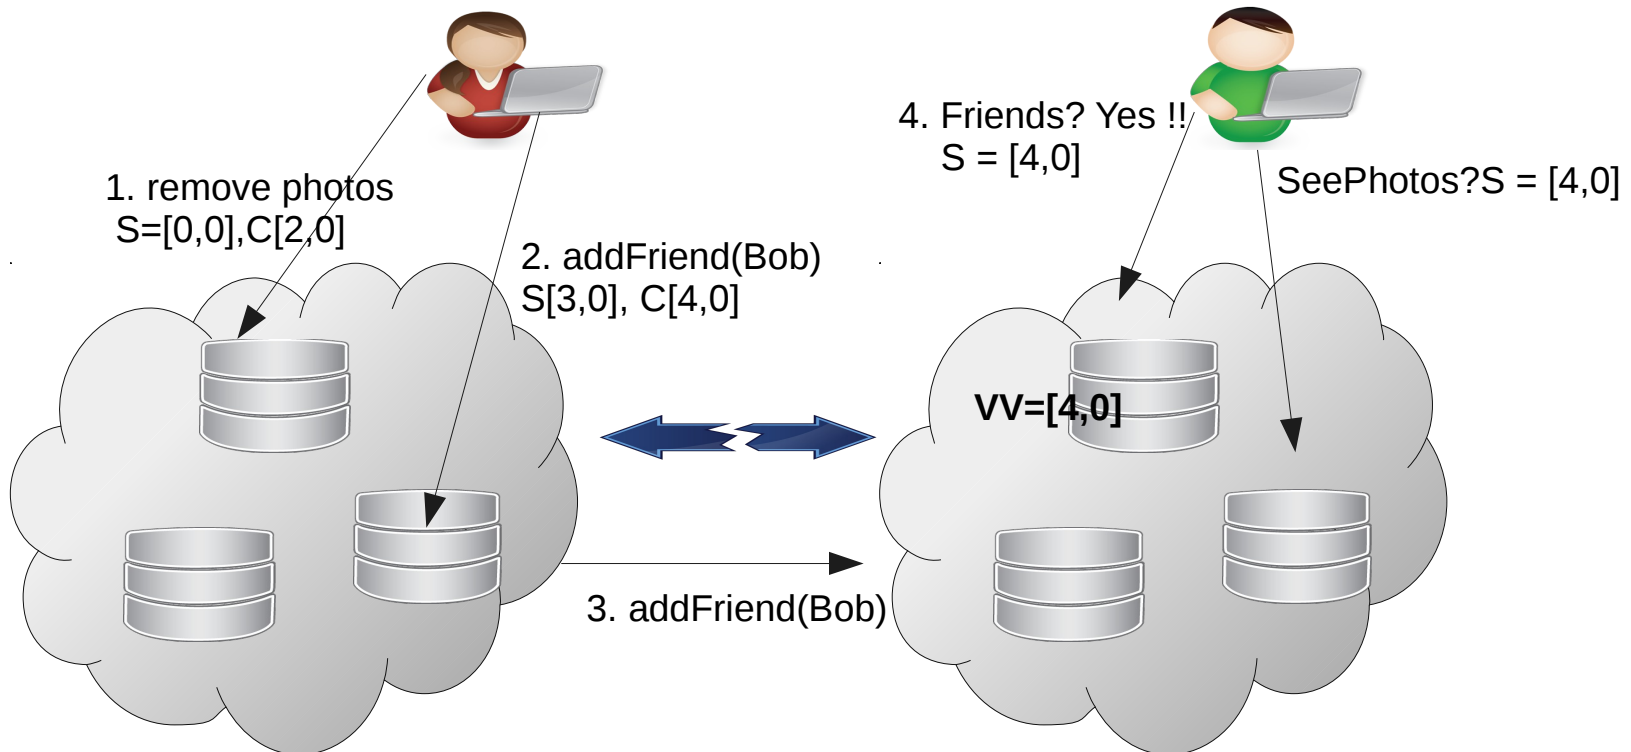 1. remove photos
S=[0,0],C[2,0]
2. addFriend(Bob)
S[3,0], C[4,0]
3. addFriend(Bob)
4. Friends? Yes !!
S = [4,0]
SeePhotos?S = [4,0]
VV=[4,0]